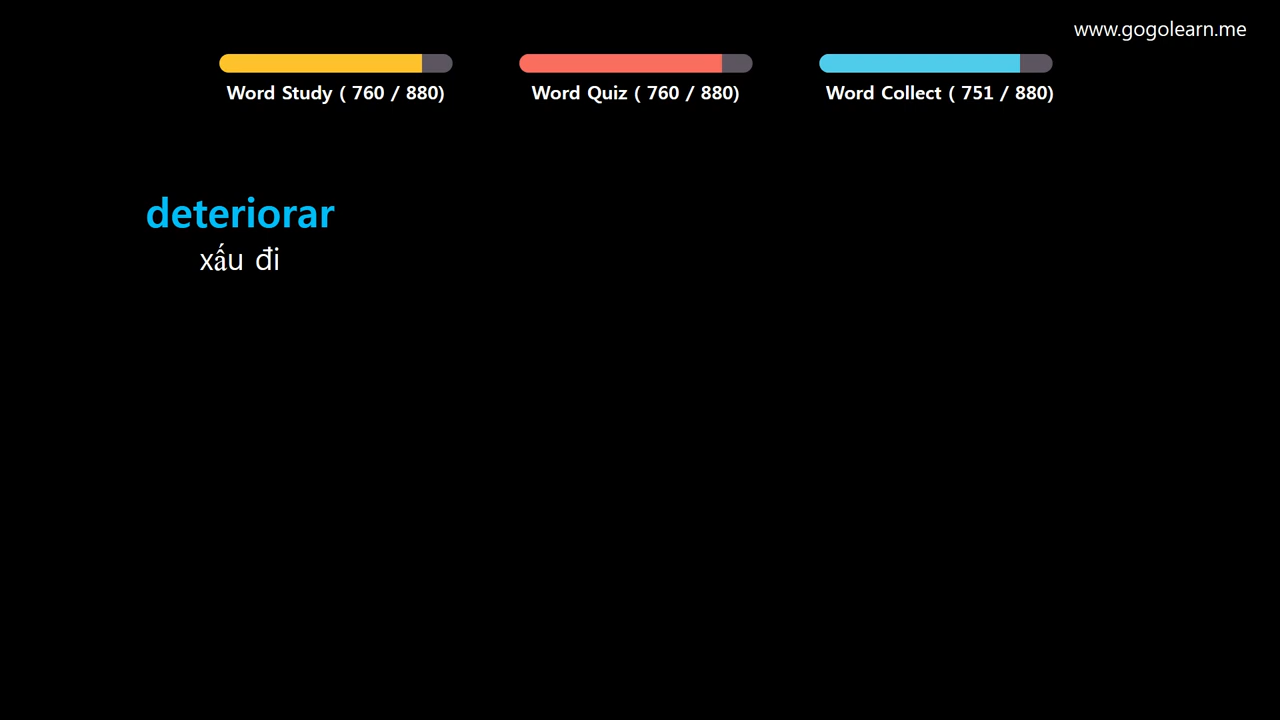 www.gogolearn.me
Word Study ( 760 / 880)
Word Quiz ( 760 / 880)
Word Collect ( 751 / 880)
deteriorar
xấu đi